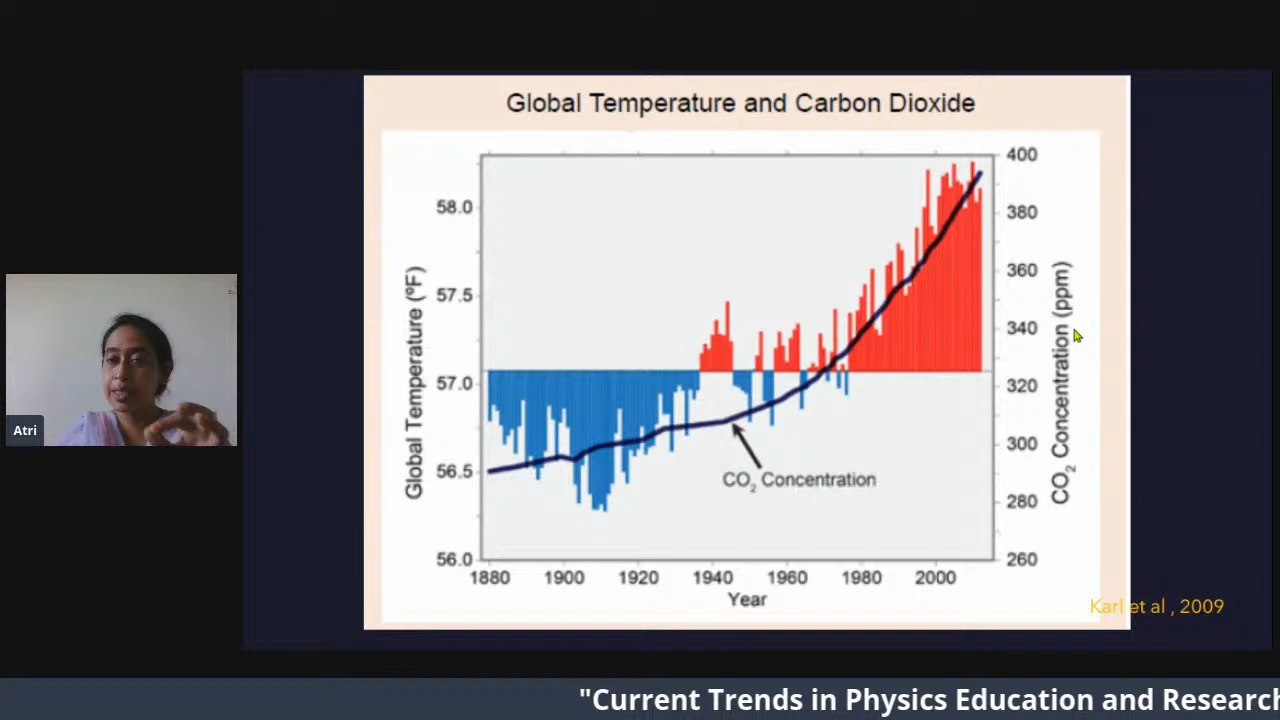 Global Temperature and Carbon Dioxide
Global Temperature (ºF)
58.0
57.5
57.0
56.5
56.0
400
380
360
340
320
300
280
260
CO2 Concentration (ppm)
CO2 Concentration
1880 1900 1920 1940 1960 1980 2000
Year
Karl et al , 2009
Atri
"Current Trends in Physics Education and Research